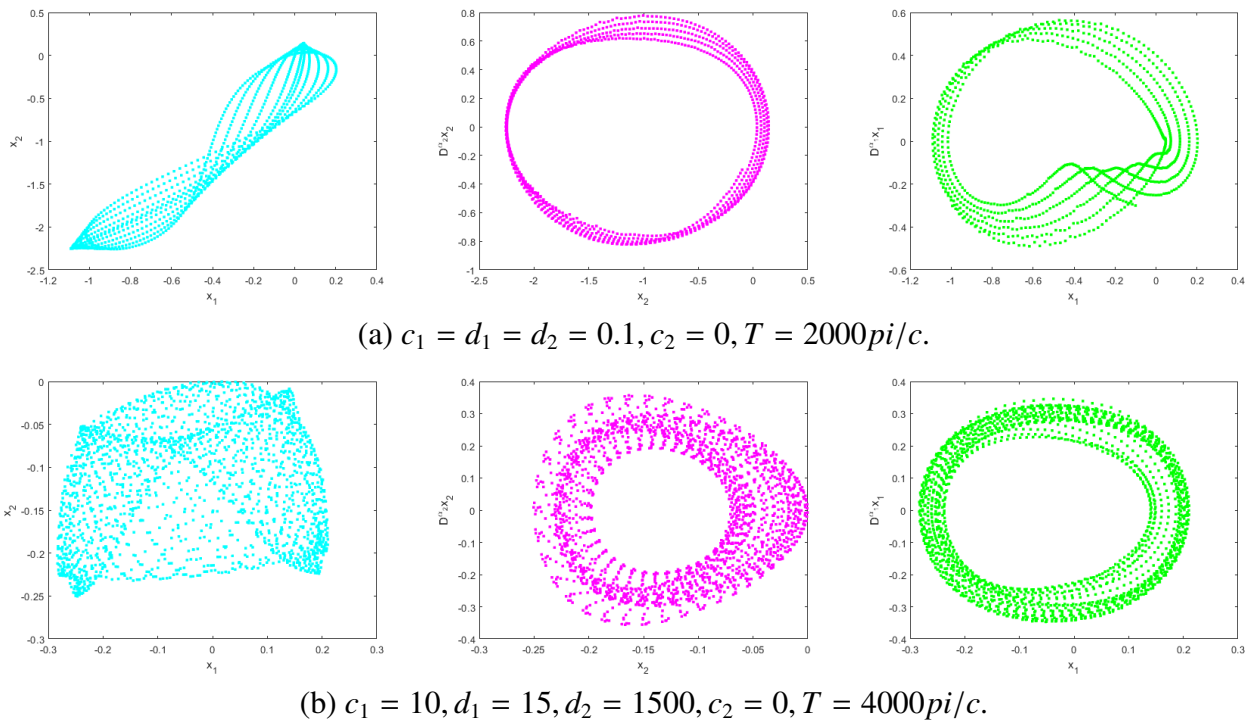 x₂
0.5
0
-0.5
-1
-1.5
-2
-2.5
-1.2 -1 -0.8 -0.6 -0.4 -0.2 0 0.2 0.4
x₁
D^α₂x₂
0.8
0.6
0.4
0.2
0
-0.2
-0.4
-0.6
-0.8
-1
-2.5 -2 -1.5 -1 -0.5 0 0.5
x₂
D^α₁x₁
0.6
0.4
0.2
0
-0.2
-0.4
-0.6
-1.2 -1 -0.8 -0.6 -0.4 -0.2 0 0.2 0.4
x₁
(a) c₁ = d₁ = d₂ = 0.1, c₂ = 0, T = 2000pi/c.
x₂
0
-0.05
-0.1
-0.15
-0.2
-0.25
-0.3
-0.3 -0.2 -0.1 0 0.1 0.2 0.3
x₁
D^α₂x₂
0.4
0.3
0.2
0.1
0
-0.1
-0.2
-0.3
-0.4
-0.3 -0.25 -0.2 -0.15 -0.1 -0.05 0
x₂
D^α₁x₁
0.4
0.3
0.2
0.1
0
-0.1
-0.2
-0.3
-0.4
-0.3 -0.2 -0.1 0 0.1 0.2 0.3
x₁
(b) c₁ = 10, d₁ = 15, d₂ = 1500, c₂ = 0, T = 4000pi/c.